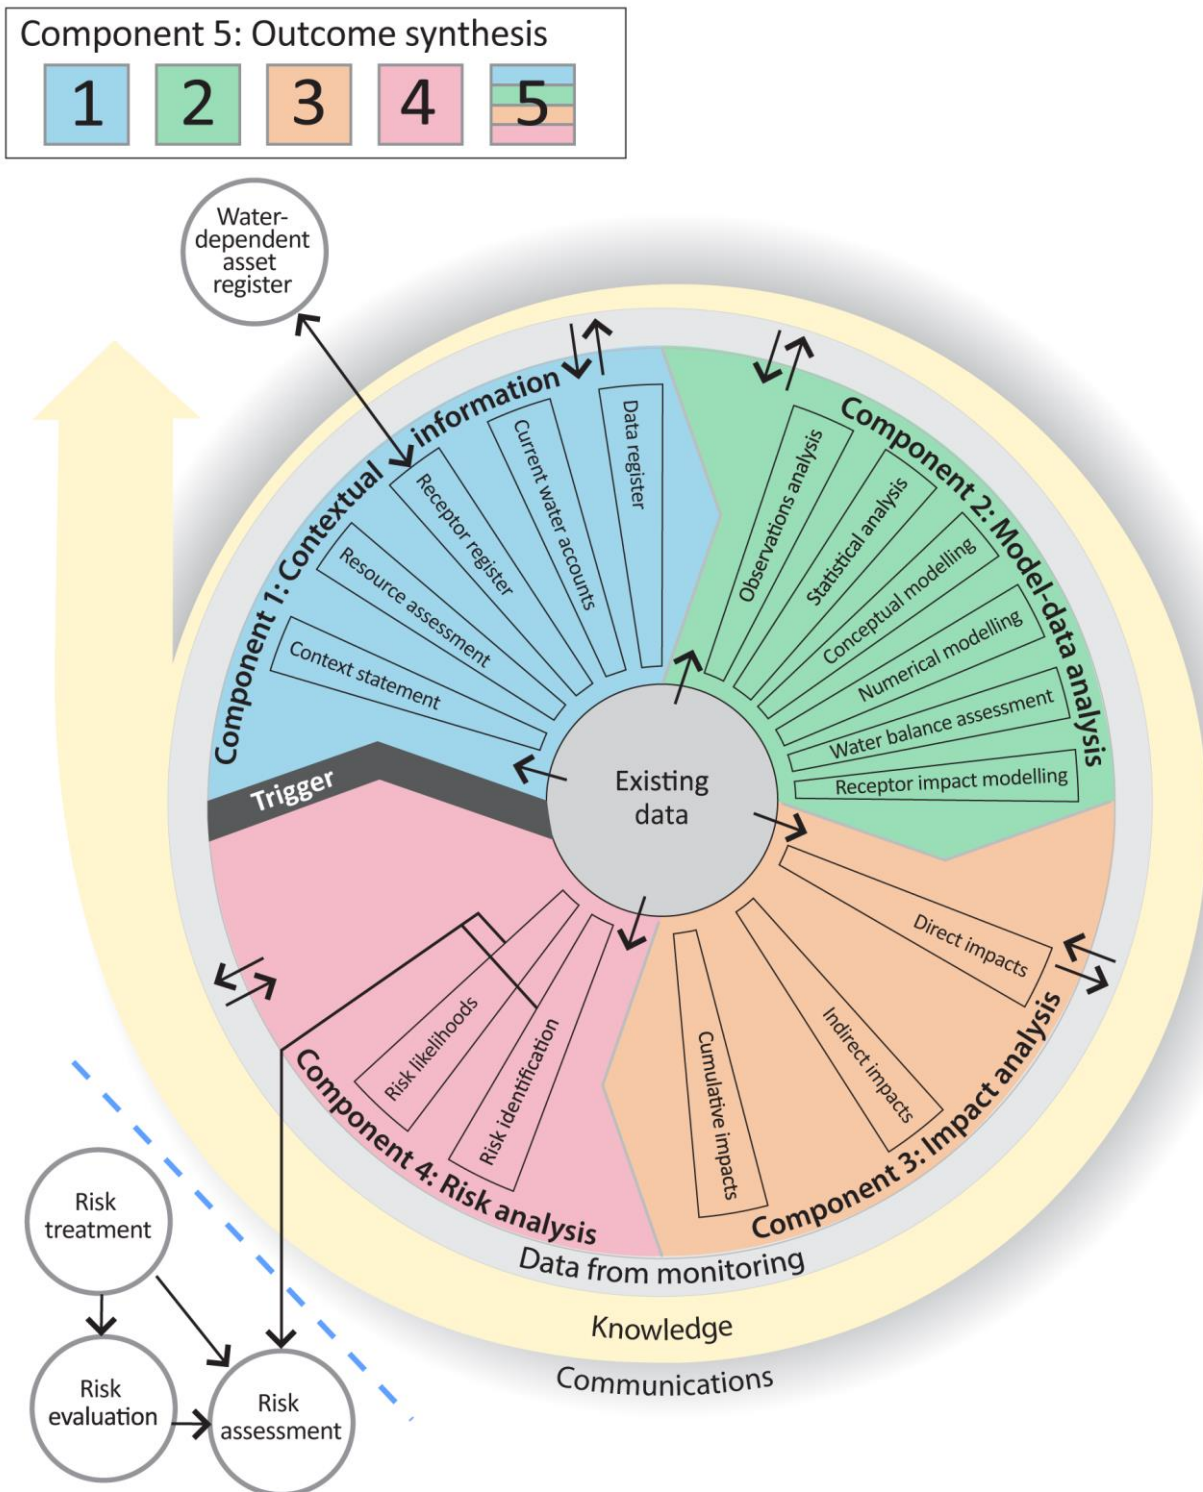 Component 5: Outcome synthesis
1 2 3 4 5
Water-
dependent
asset
register
Component 1: Contextual information
Context statement
Resource assessment
Receptor register
Current water accounts
Data register
Component 2: Model-data analysis
Observations analysis
Statistical analysis
Conceptual modelling
Numerical modelling
Water balance assessment
Receptor impact modelling
Existing
data
Trigger
Component 3: Impact analysis
Direct impacts
Indirect impacts
Cumulative impacts
Component 4: Risk analysis
Risk identification
Risk likelihoods
Data from monitoring
Knowledge
Communications
Risk
treatment
Risk
evaluation
Risk
assessment